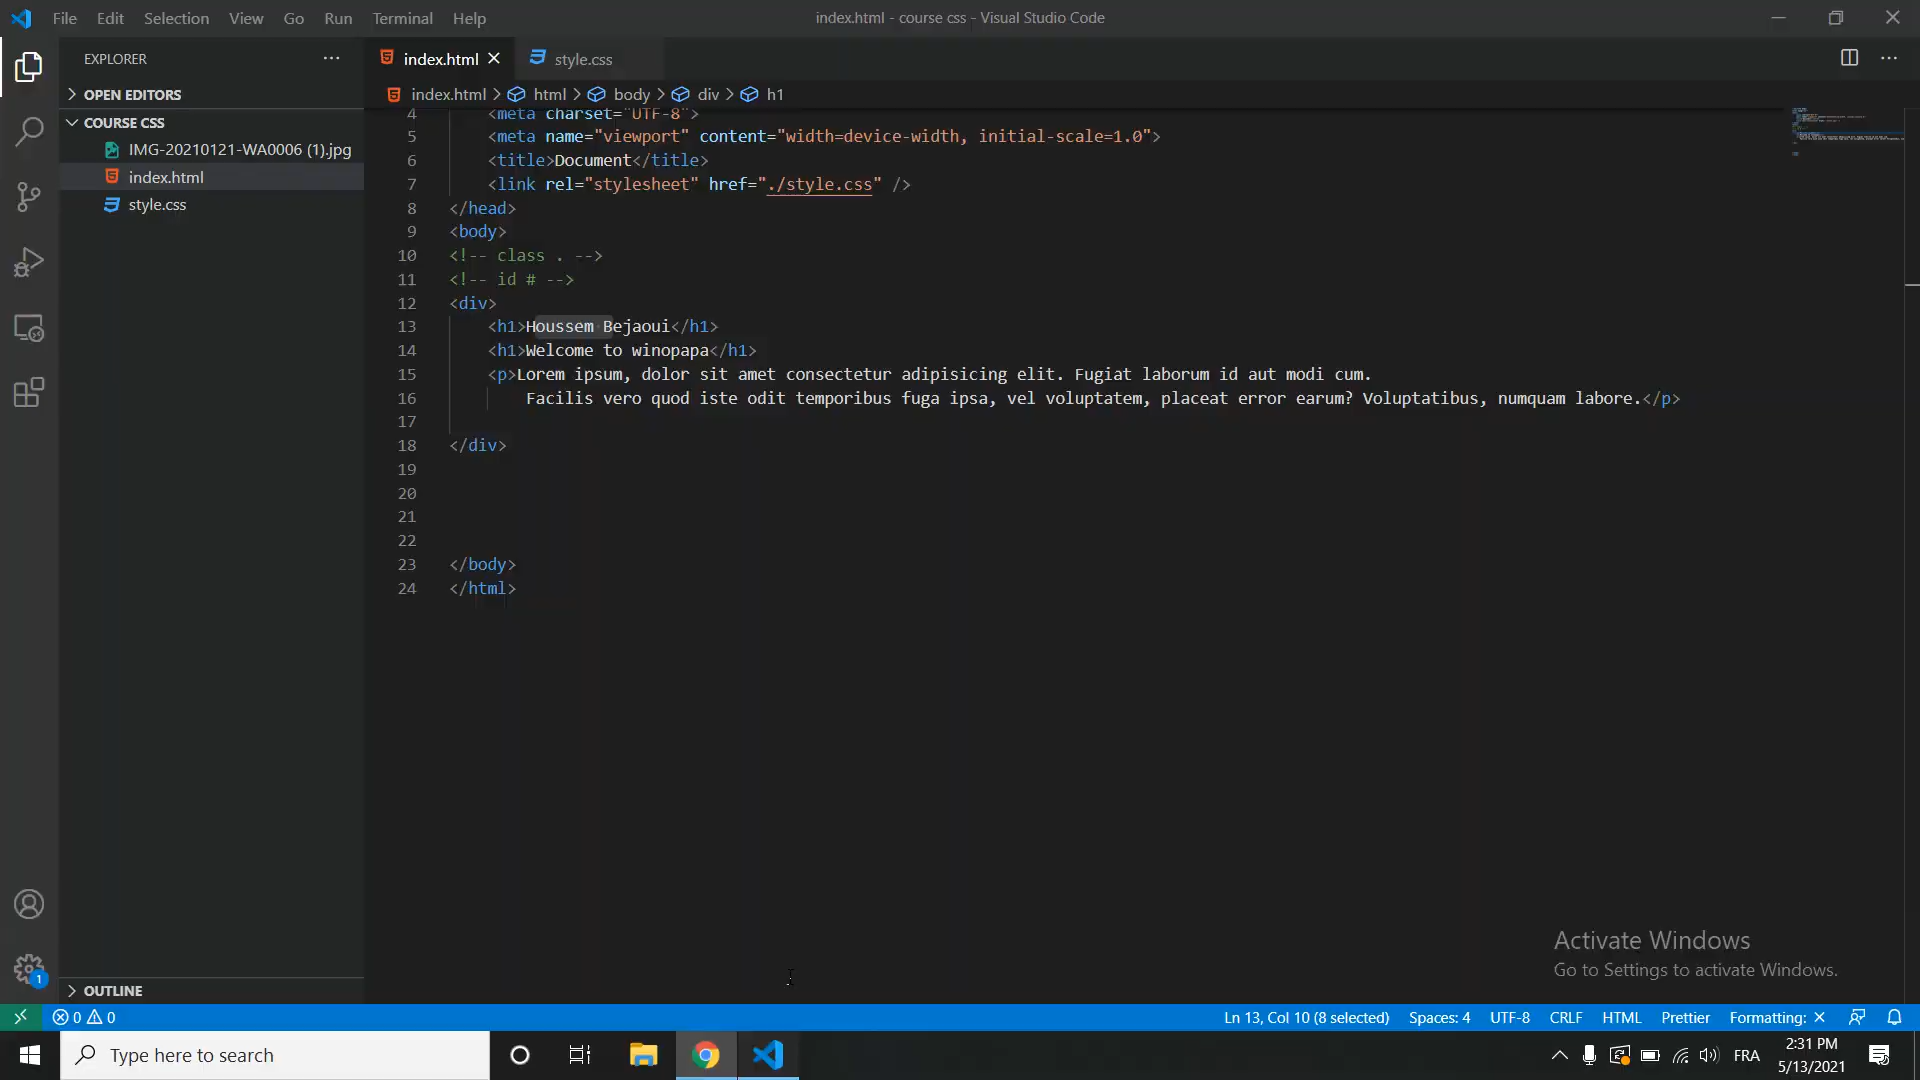 File Edit Selection View Go Run Terminal Help
index.html - course css - Visual Studio Code
EXPLORER
OPEN EDITORS
COURSE CSS
IMG-20210121-WA0006 (1).jpg
index.html
style.css
OUTLINE
index.html style.css
index.html > html > body > div > h1
4 <meta charset="UTF-8">
5 <meta name="viewport" content="width=device-width, initial-scale=1.0">
6 <title>Document</title>
7 <link rel="stylesheet" href="./style.css" />
8 </head>
9 <body>
10 <!-- class . -->
11 <!-- id # -->
12 <div>
13 <h1>Houssem Bejaoui</h1>
14 <h1>Welcome to winopapa</h1>
15 <p>Lorem ipsum, dolor sit amet consectetur adipisicing elit. Fugiat laborum id aut modi cum.
16 Facilis vero quod iste odit temporibus fuga ipsa, vel voluptatem, placeat error earum? Voluptatibus, numquam labore.</p>
17
18 </div>
19
20
21
22
23 </body>
24 </html>
Activate Windows
Go to Settings to activate Windows.
1
0 0
Ln 13, Col 10 (8 selected) Spaces: 4 UTF-8 CRLF HTML Prettier Formatting: ×
Type here to search
FRA
2:31 PM
5/13/2021